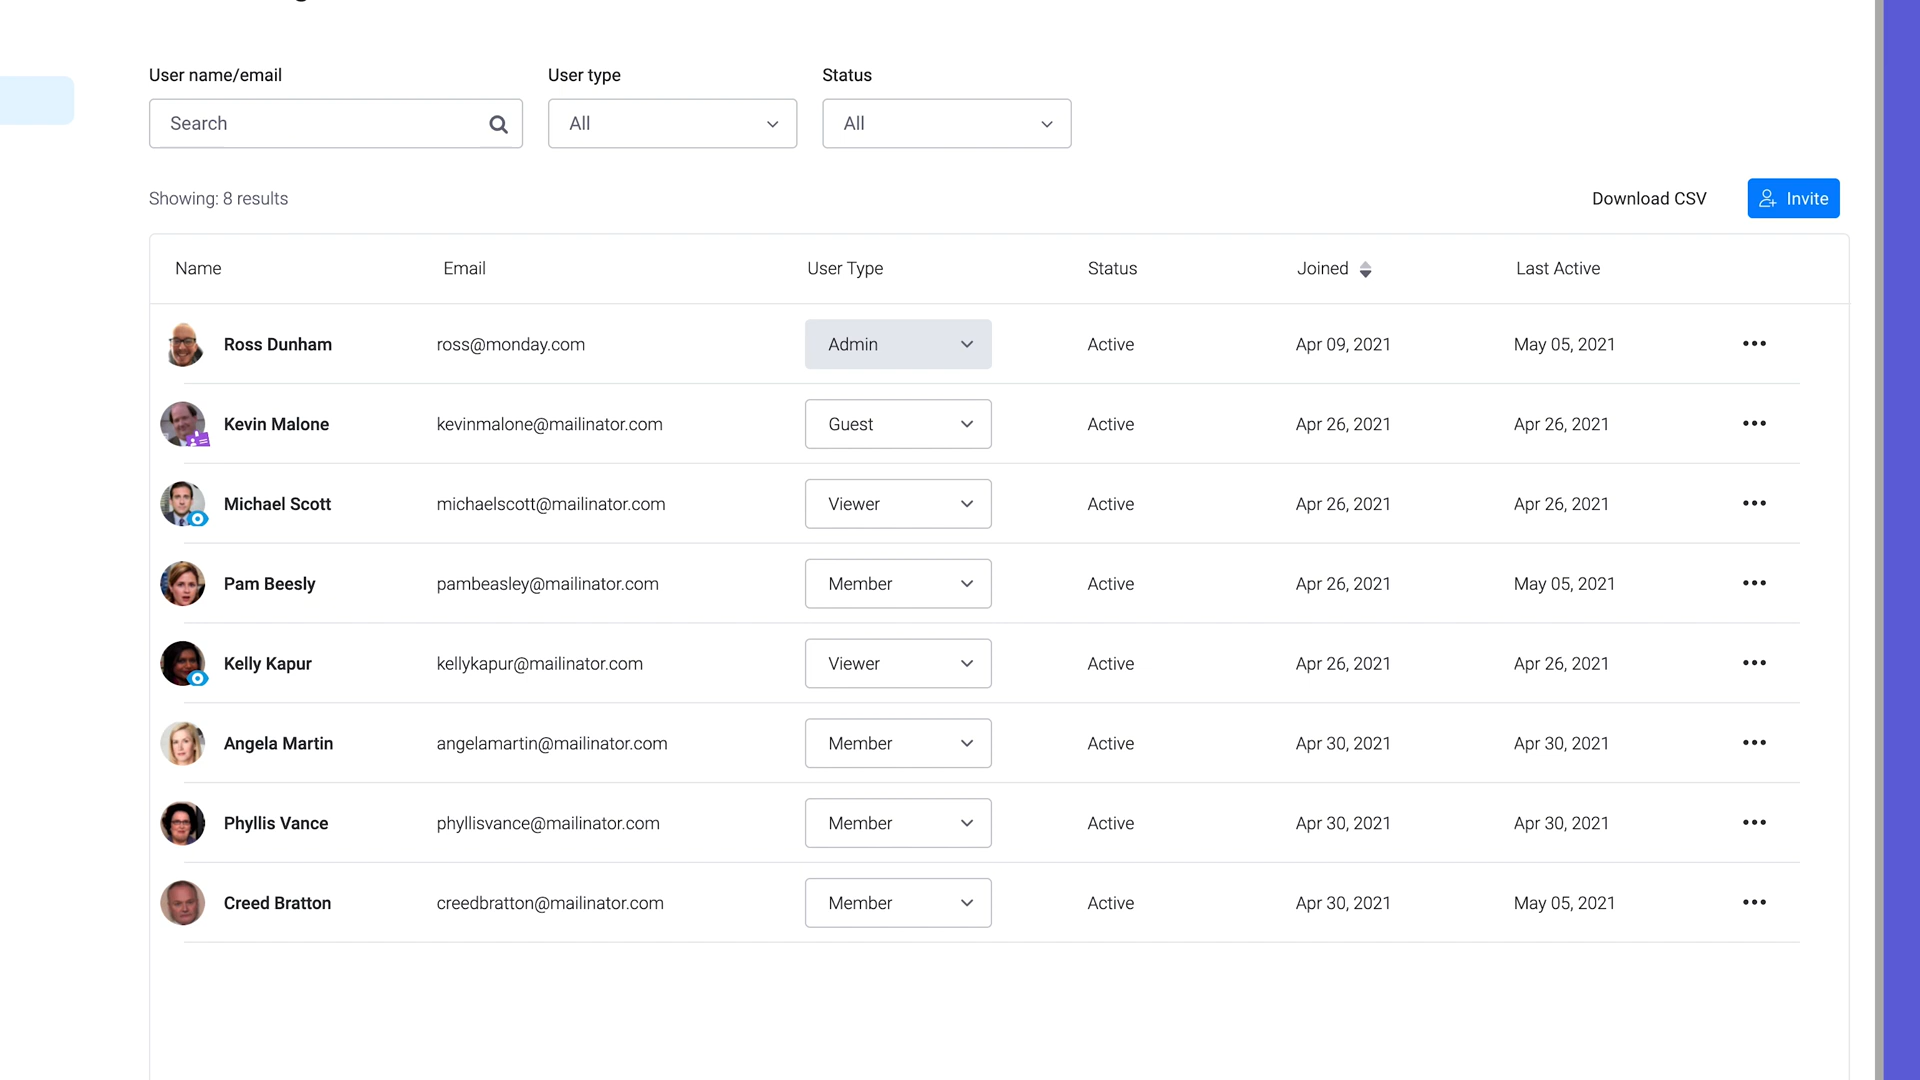 User name/email User type Status
Search All All
Showing: 8 results Download CSV Invite
Name Email User Type Status Joined Last Active
Ross Dunham ross@monday.com Admin Active Apr 09, 2021 May 05, 2021
Kevin Malone kevinmalone@mailinator.com Guest Active Apr 26, 2021 Apr 26, 2021
Michael Scott michaelscott@mailinator.com Viewer Active Apr 26, 2021 Apr 26, 2021
Pam Beesly pambeasley@mailinator.com Member Active Apr 26, 2021 May 05, 2021
Kelly Kapur kellykapur@mailinator.com Viewer Active Apr 26, 2021 Apr 26, 2021
Angela Martin angelamartin@mailinator.com Member Active Apr 30, 2021 Apr 30, 2021
Phyllis Vance phyllisvance@mailinator.com Member Active Apr 30, 2021 Apr 30, 2021
Creed Bratton creedbratton@mailinator.com Member Active Apr 30, 2021 May 05, 2021